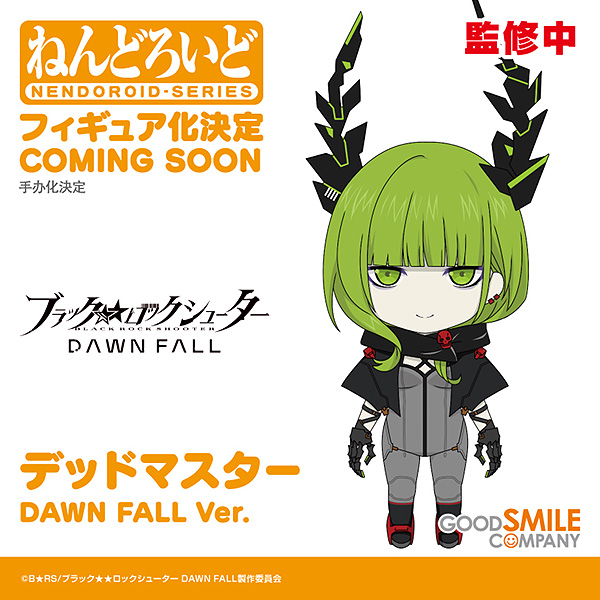 ねんどろいど
NENDOROID-SERIES
監修中
フィギュア化決定
COMING SOON
手办化決定
ブラック★★ロックシューター
BLACK ROCK SHOOTER
DAWN FALL
デッドマスター
DAWN FALL Ver.
GOOD SMILE
COMPANY
©B★RS/ブラック★★ロックシューター DAWN FALL製作委員会